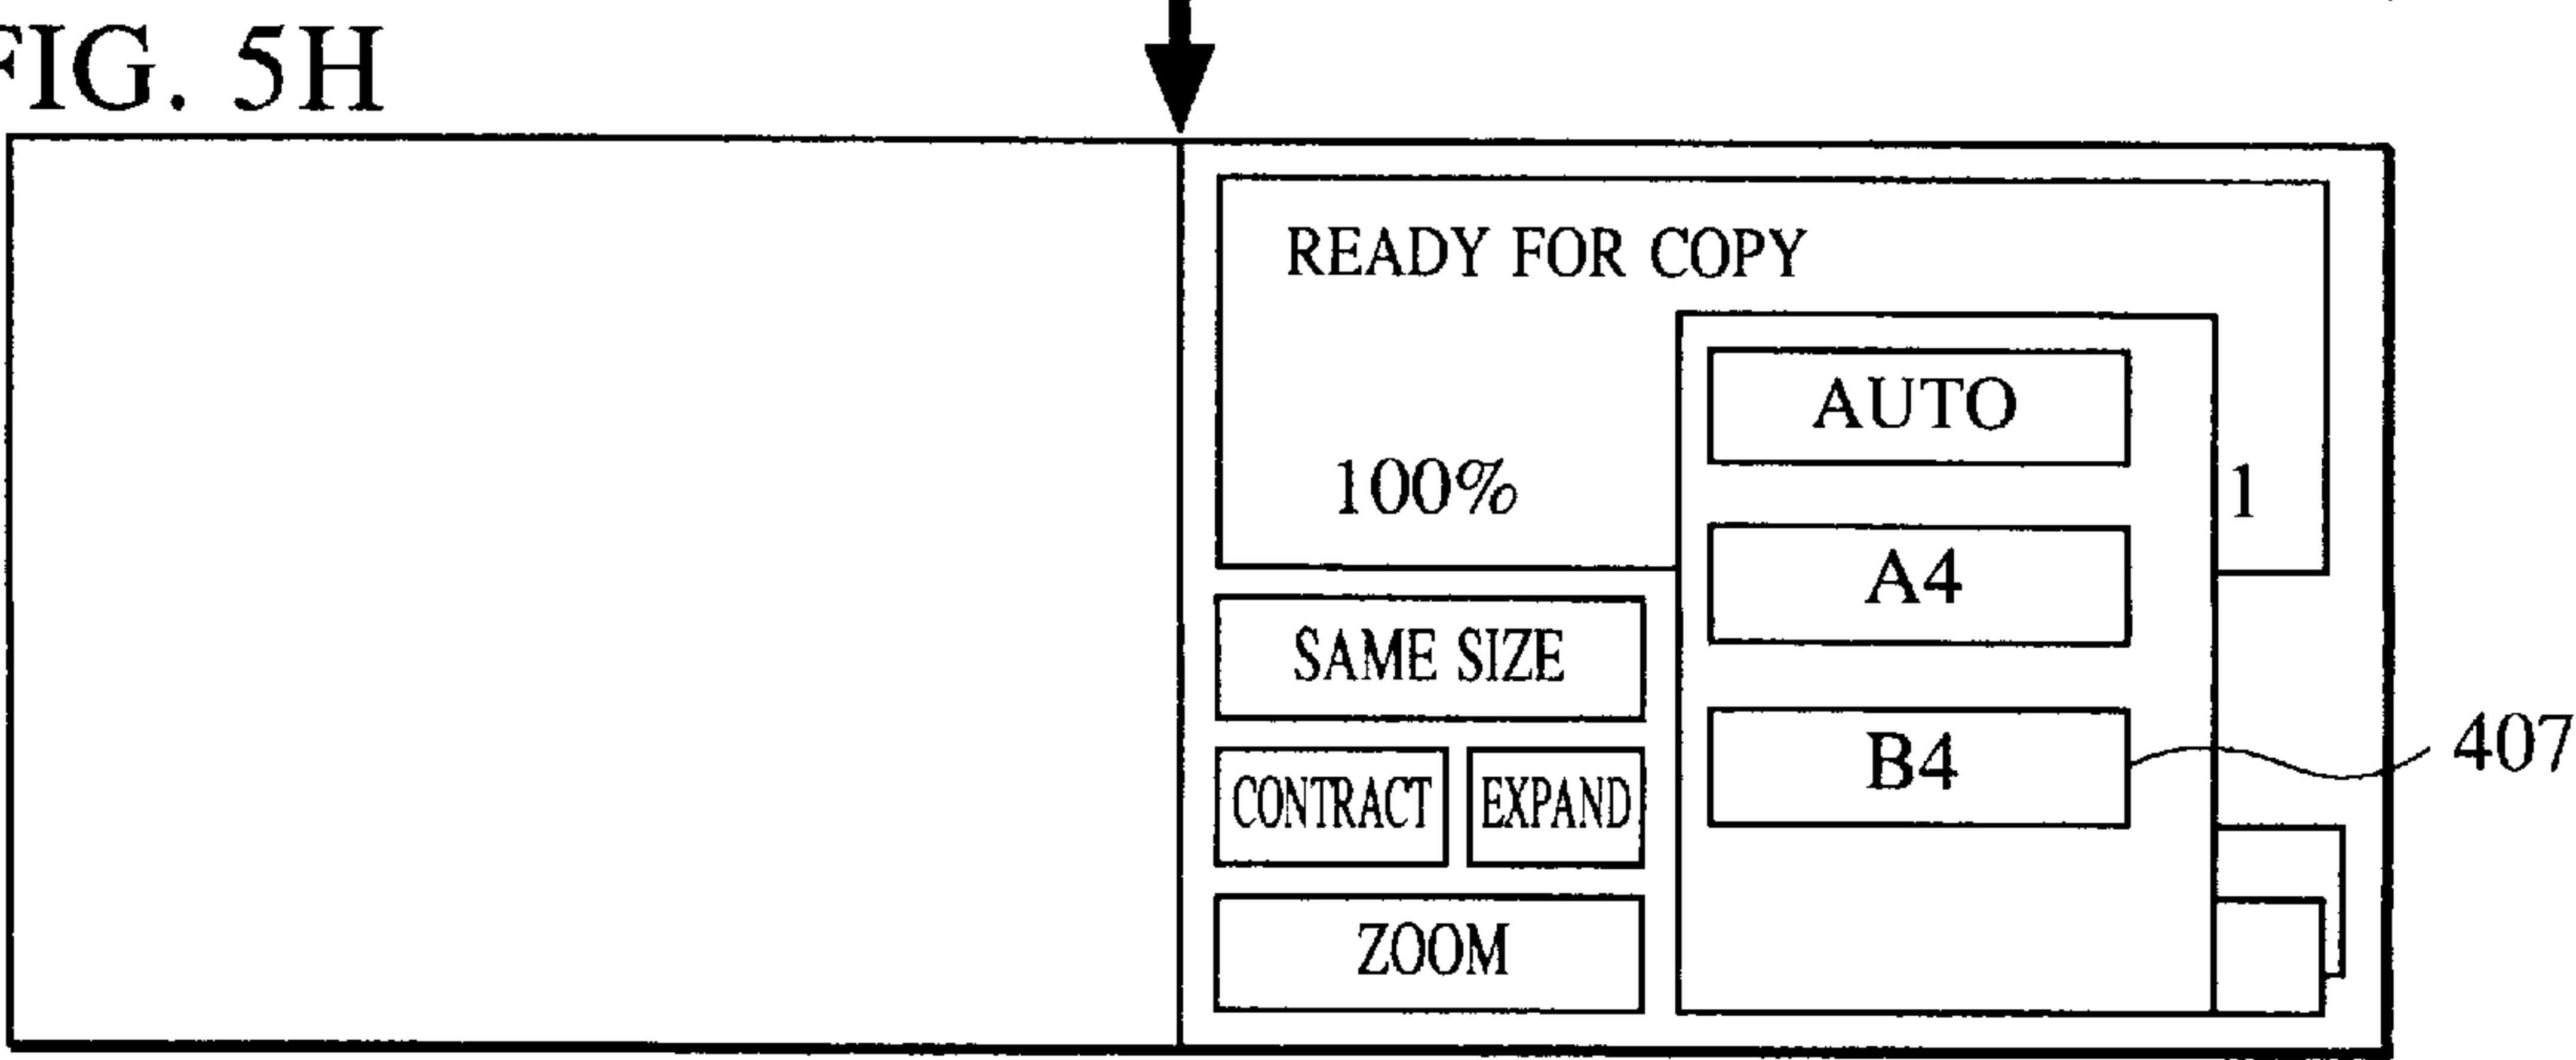 FIG. 5H
READY FOR COPY
AUTO
100%
1
A4
SAME SIZE
B4
407
CONTRACT
EXPAND
ZOOM